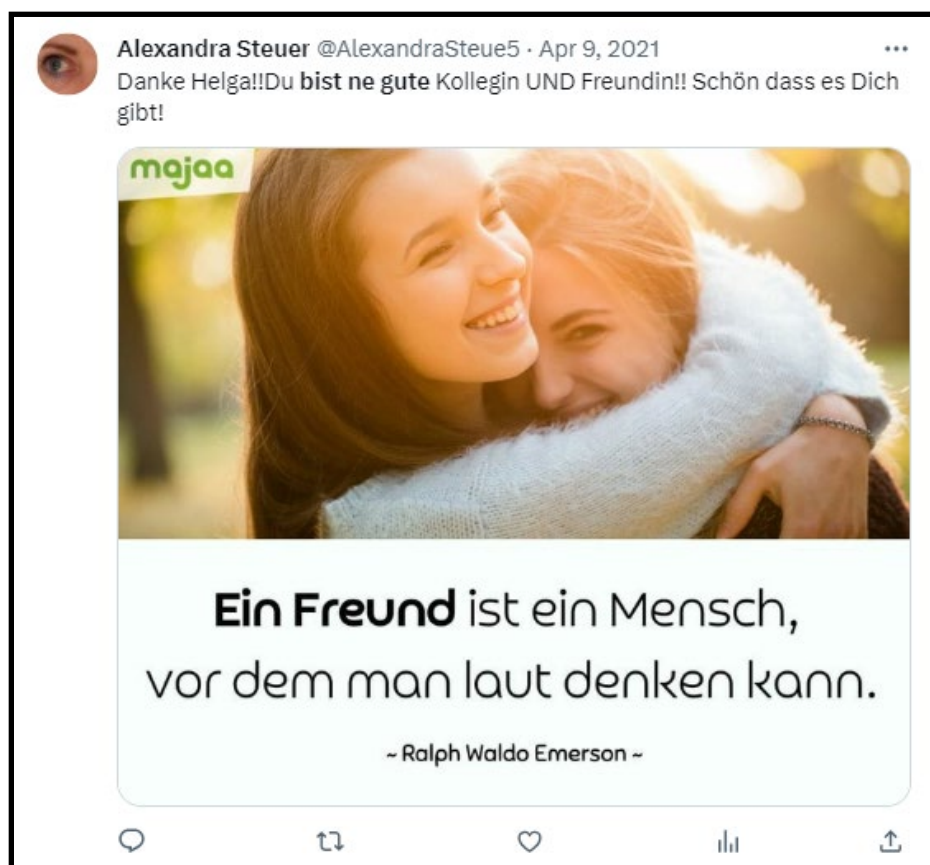 Alexandra Steuer @AlexandraSteue5 · Apr 9, 2021
Danke Helga!!Du bist ne gute Kollegin UND Freundin!! Schön dass es Dich
gibt!
majaa
Ein Freund ist ein Mensch,
vor dem man laut denken kann.
~ Ralph Waldo Emerson ~